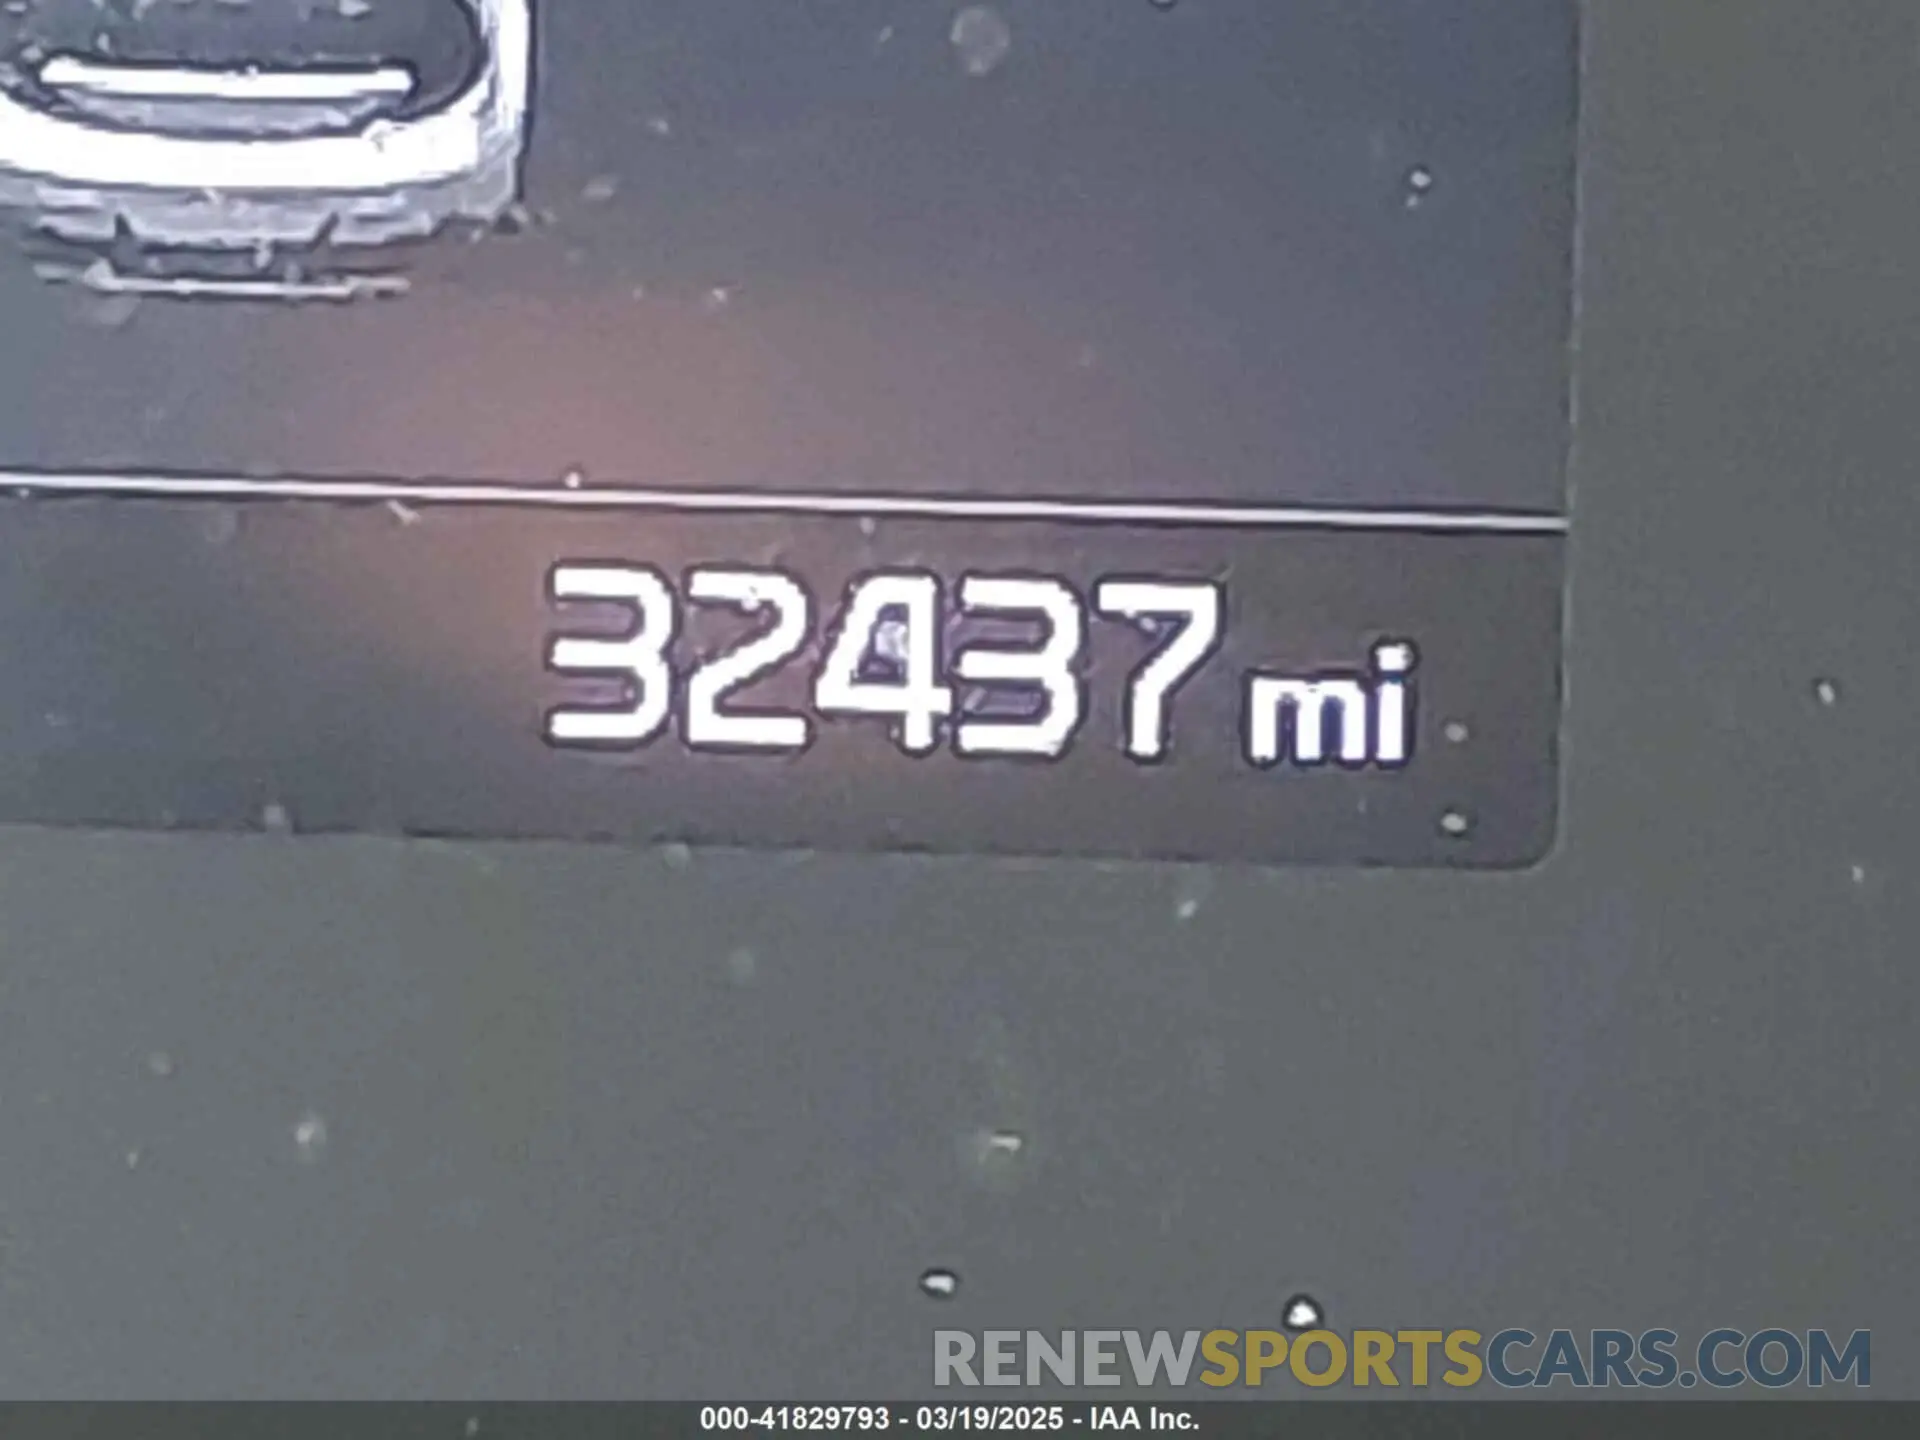 32437 mi
RENEWSPORTSCARS.COM
000-41829793 - 03/19/2025 - IAA Inc.